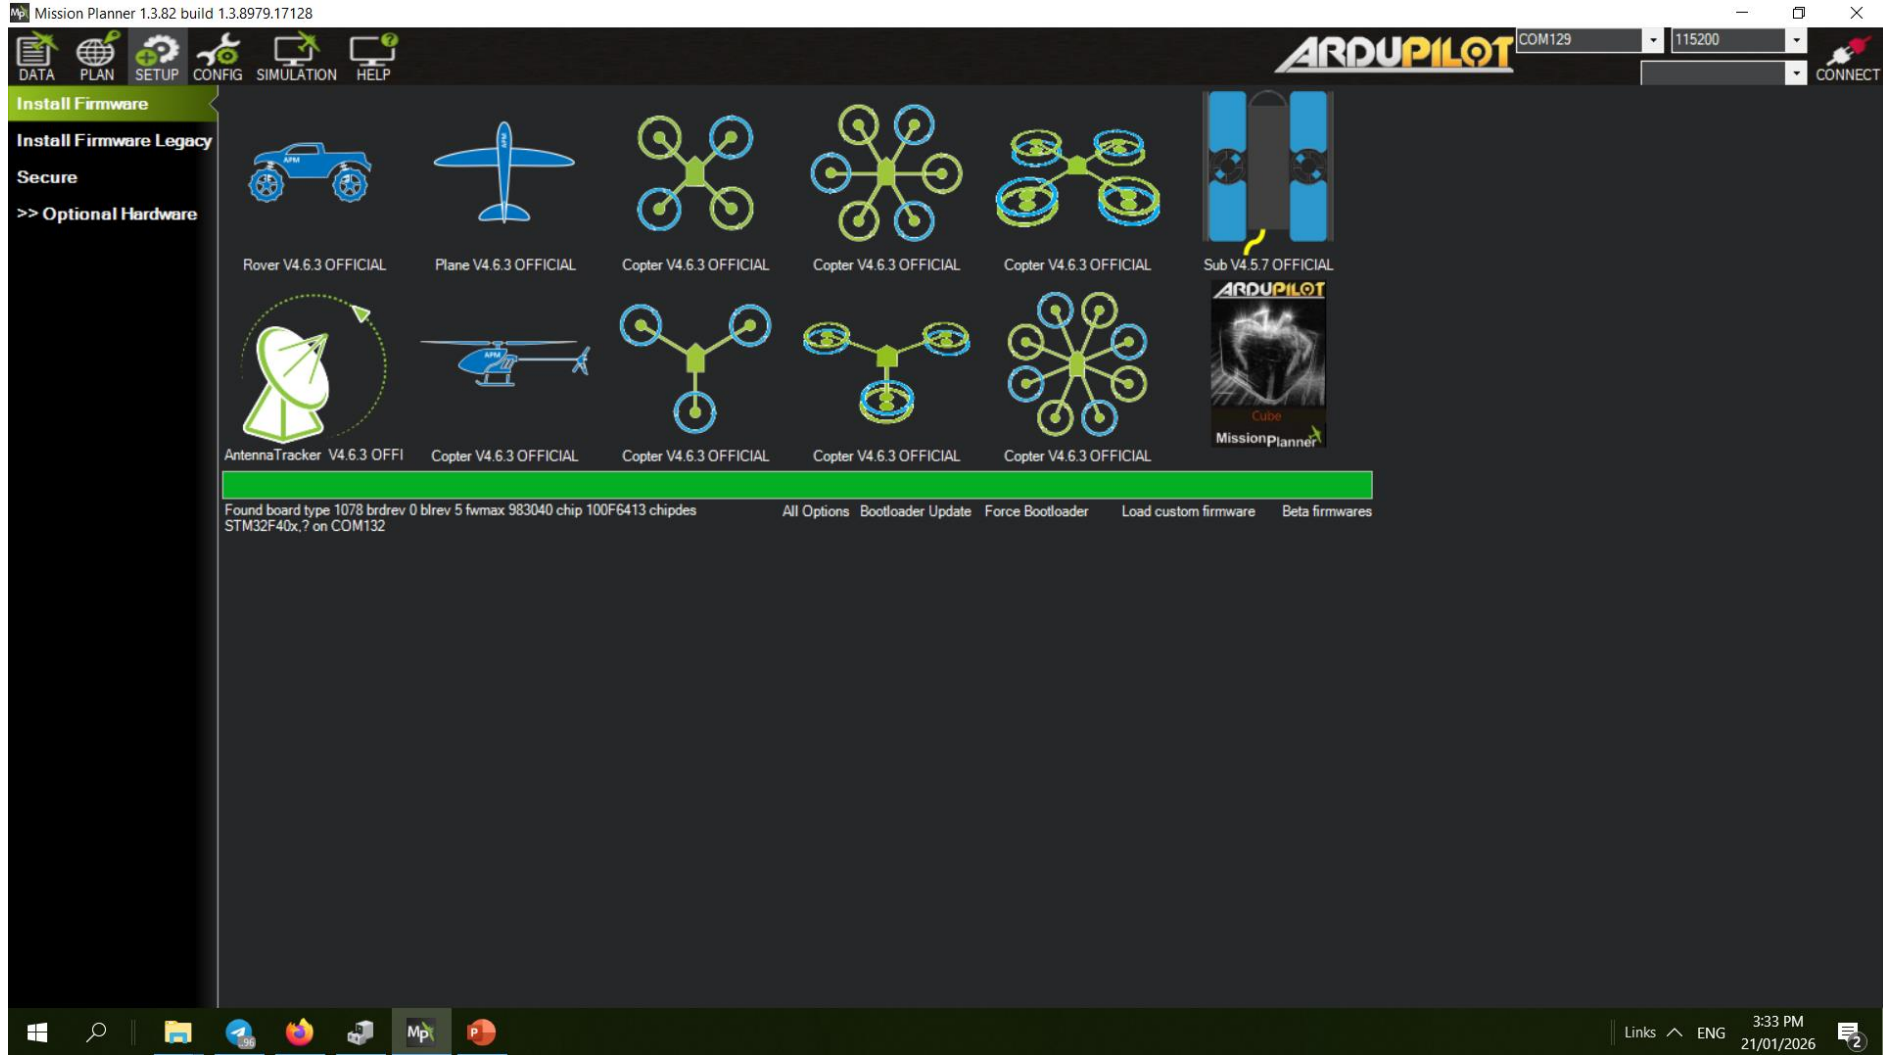 Mission Planner 1.3.82 build 1.3.8979.17128
DATA PLAN SETUP CONFIG SIMULATION HELP
ARDUPILOT
COM129
115200
CONNECT
Install Firmware
Install Firmware Legacy
Secure
>> Optional Hardware
APM
APM
Rover V4.6.3 OFFICIAL
Plane V4.6.3 OFFICIAL
Copter V4.6.3 OFFICIAL
Copter V4.6.3 OFFICIAL
Copter V4.6.3 OFFICIAL
Sub V4.5.7 OFFICIAL
APM
ARDUPILOT
Cube
MissionPlanner
AntennaTracker V4.6.3 OFFI
Copter V4.6.3 OFFICIAL
Copter V4.6.3 OFFICIAL
Copter V4.6.3 OFFICIAL
Copter V4.6.3 OFFICIAL
Found board type 1078 brdrev 0 blrev 5 fwmax 983040 chip 100F6413 chipdes
STM32F40x,? on COM132
All Options Bootloader Update Force Bootloader Load custom firmware Beta firmwares
..96
Mp
P
Links
ENG
3:33 PM
21/01/2026
2